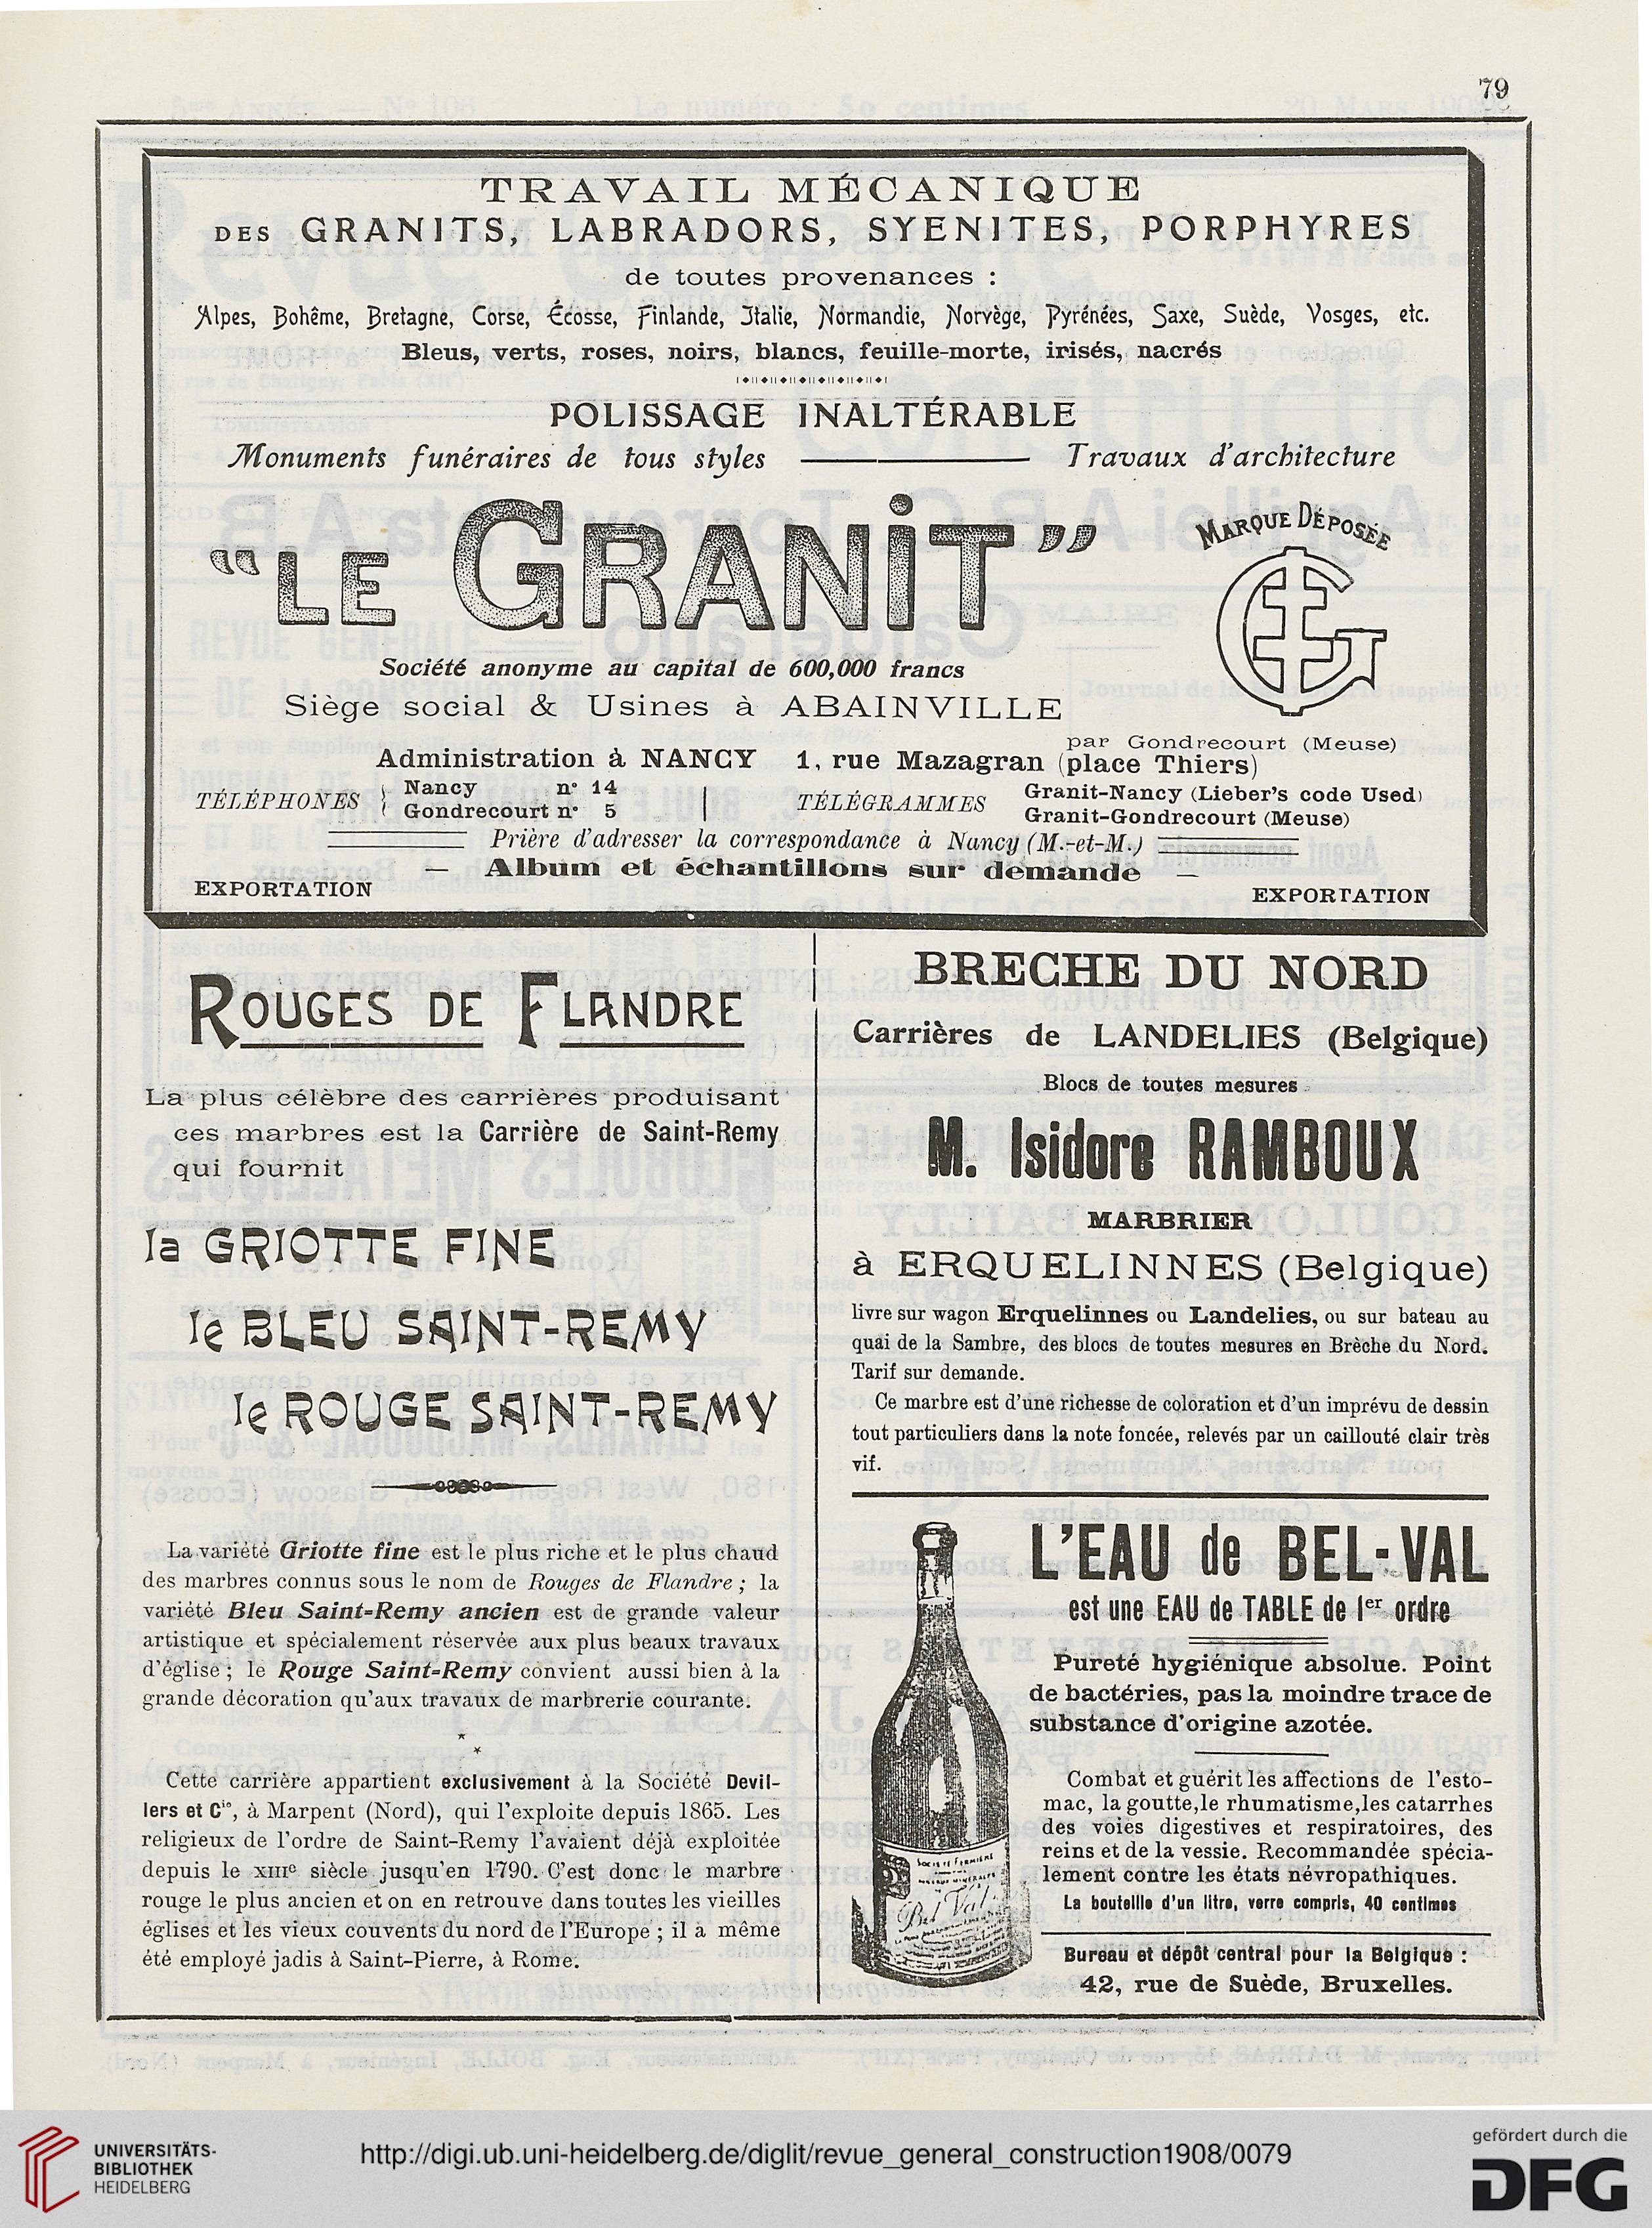 79
TRAVAIL MÉCANIQUE
DES GRANITS, LABRADORS, SYENITES, PORPHYRES
de toutes provenances :
Alpes, Bohême, Bretagne, Corse, Écosse, Finlande, Italie, Normandie, Norvège, Pyrénées, Saxe, Suède, Vosges, etc.
Bleus, verts, roses, noirs, blancs, feuille-morte, irisés, nacrés
POLISSAGE INALTÉRABLE
Monuments funéraires de tous styles — Travaux d'architecture
"LE GRANIT"
MARQUE DÉPOSÉE
Société anonyme au capital de 600,000 francs
Siège social & Usines à ABAINVILLE
par Gondrecourt (Meuse)
Administration à NANCY 1, rue Mazagran (place Thiers)
TÉLÉPHONES { Nancy n° 14
Gondrecourt n° 5
TÉLÉGRAMMES Granit-Nancy (Lieber's code Used)
Granit-Gondrecourt (Meuse)
Prière d'adresser la correspondance à Nancy (M.-et-M.)
— Album et échantillons sur demande —
EXPORTATION EXPORTATION
ROUGES DE FLANDRE
La plus célèbre des carrières produisant
ces marbres est la Carrière de Saint-Remy
qui fournit
la GRIOTTE FINE
le BLEU SAINT-REMY
le ROUGE SAINT-REMY
La variété Griotte fine est le plus riche et le plus chaud
des marbres connus sous le nom de Rouges de Flandre ; la
variété Bleu Saint-Remy ancien est de grande valeur
artistique et spécialement réservée aux plus beaux travaux
d'église ; le Rouge Saint-Remy convient aussi bien à la
grande décoration qu'aux travaux de marbrerie courante.
Cette carrière appartient exclusivement à la Société Devil-
lers et Cie, à Marpent (Nord), qui l'exploite depuis 1865. Les
religieux de l'ordre de Saint-Remy l'avaient déjà exploitée
depuis le XIIIe siècle jusqu'en 1790. C'est donc le marbre
rouge le plus ancien et on en retrouve dans toutes les vieilles
églises et les vieux couvents du nord de l'Europe ; il a même
été employé jadis à Saint-Pierre, à Rome.
BRECHE DU NORD
Carrières de LANDELIES (Belgique)
Blocs de toutes mesures
M. Isidore RAMBOUX
MARBRIER
à ERQUELINNES (Belgique)
livre sur wagon Erquelinnes ou Landelies, ou sur bateau au
quai de la Sambre, des blocs de toutes mesures en Brèche du Nord.
Tarif sur demande.
Ce marbre est d'une richesse de coloration et d'un imprévu de dessin
tout particuliers dans la note foncée, relevés par un caillouté clair très
vif.
L'EAU de BEL-VAL
est une EAU de TABLE de 1er ordre
Pureté hygiénique absolue. Point
de bactéries, pas la moindre trace de
substance d'origine azotée.
Combat et guérit les affections de l'esto-
mac, la goutte, le rhumatisme, les catarrhes
des voies digestives et respiratoires, des
reins et de la vessie. Recommandée spécia-
lement contre les états névropathiques.
La bouteille d'un litre, verre compris, 40 centimes
Bureau et dépôt central pour la Belgique :
42, rue de Suède, Bruxelles.
SOCIÉTÉ FERMIÈRE
Bel Val
UNIVERSITÄTS-
BIBLIOTHEK
HEIDELBERG
http://digi.ub.uni-heidelberg.de/diglit/revue_general_construction1908/0079
gefördert durch die
DFG